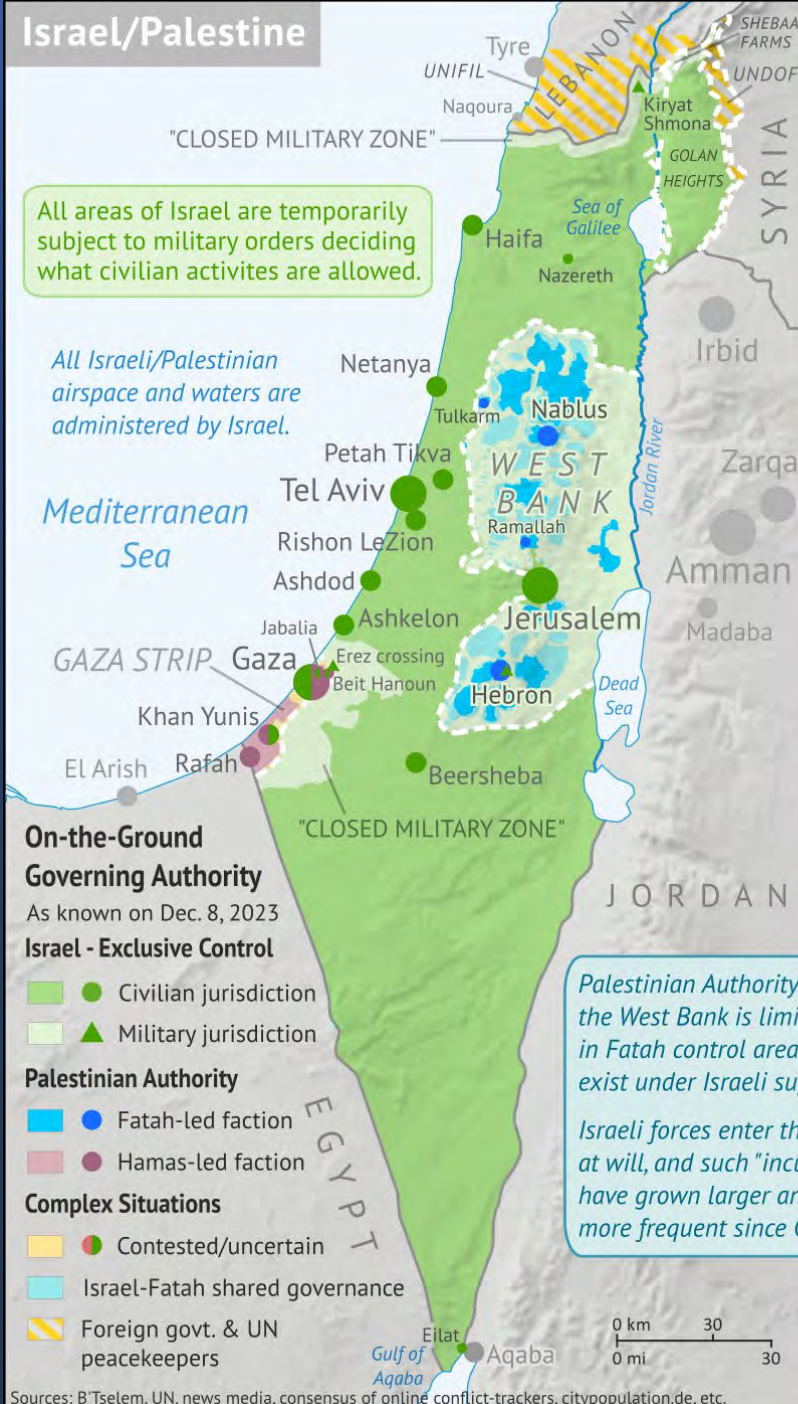 Israel/Palestine
SHEBAA
FARMS
Tyre
UNIFIL
LEBANON
UNDOF
Naqoura
Kiryat
Shmona
"CLOSED MILITARY ZONE"
GOLAN
HEIGHTS
SYRIA
All areas of Israel are temporarily
subject to military orders deciding
what civilian activites are allowed.
Sea of
Galilee
Haifa
Nazereth
Irbid
All Israeli/Palestinian
airspace and waters are
administered by Israel.
Netanya
Tulkarm
Nablus
Jordan River
Petah Tikva
WEST
BANK
Zarqa
Tel Aviv
Mediterranean
Sea
Ramallah
Rishon LeZion
Amman
Ashdod
Jerusalem
Ashkelon
Madaba
Jabalia
GAZA STRIP
Gaza
Erez crossing
Beit Hanoun
Hebron
Dead
Sea
Khan Yunis
El Arish
Rafah
Beersheba
"CLOSED MILITARY ZONE"
On-the-Ground
Governing Authority
As known on Dec. 8, 2023
JORDAN
Israel - Exclusive Control
Civilian jurisdiction
Military jurisdiction
Palestinian Authority
Fatah-led faction
Hamas-led faction
EGYPT
Complex Situations
Contested/uncertain
Israel-Fatah shared governance
Foreign govt. & UN
peacekeepers
Palestinian Authority
the West Bank is limi
in Fatah control area
exist under Israeli su
Israeli forces enter th
at will, and such "incu
have grown larger an
more frequent since
Eilat
Gulf of
Aqaba
Aqaba
0 km 30
0 mi 30
Sources: B'Tselem, UN, news media, consensus of online conflict-trackers, citypopulation.de, etc.